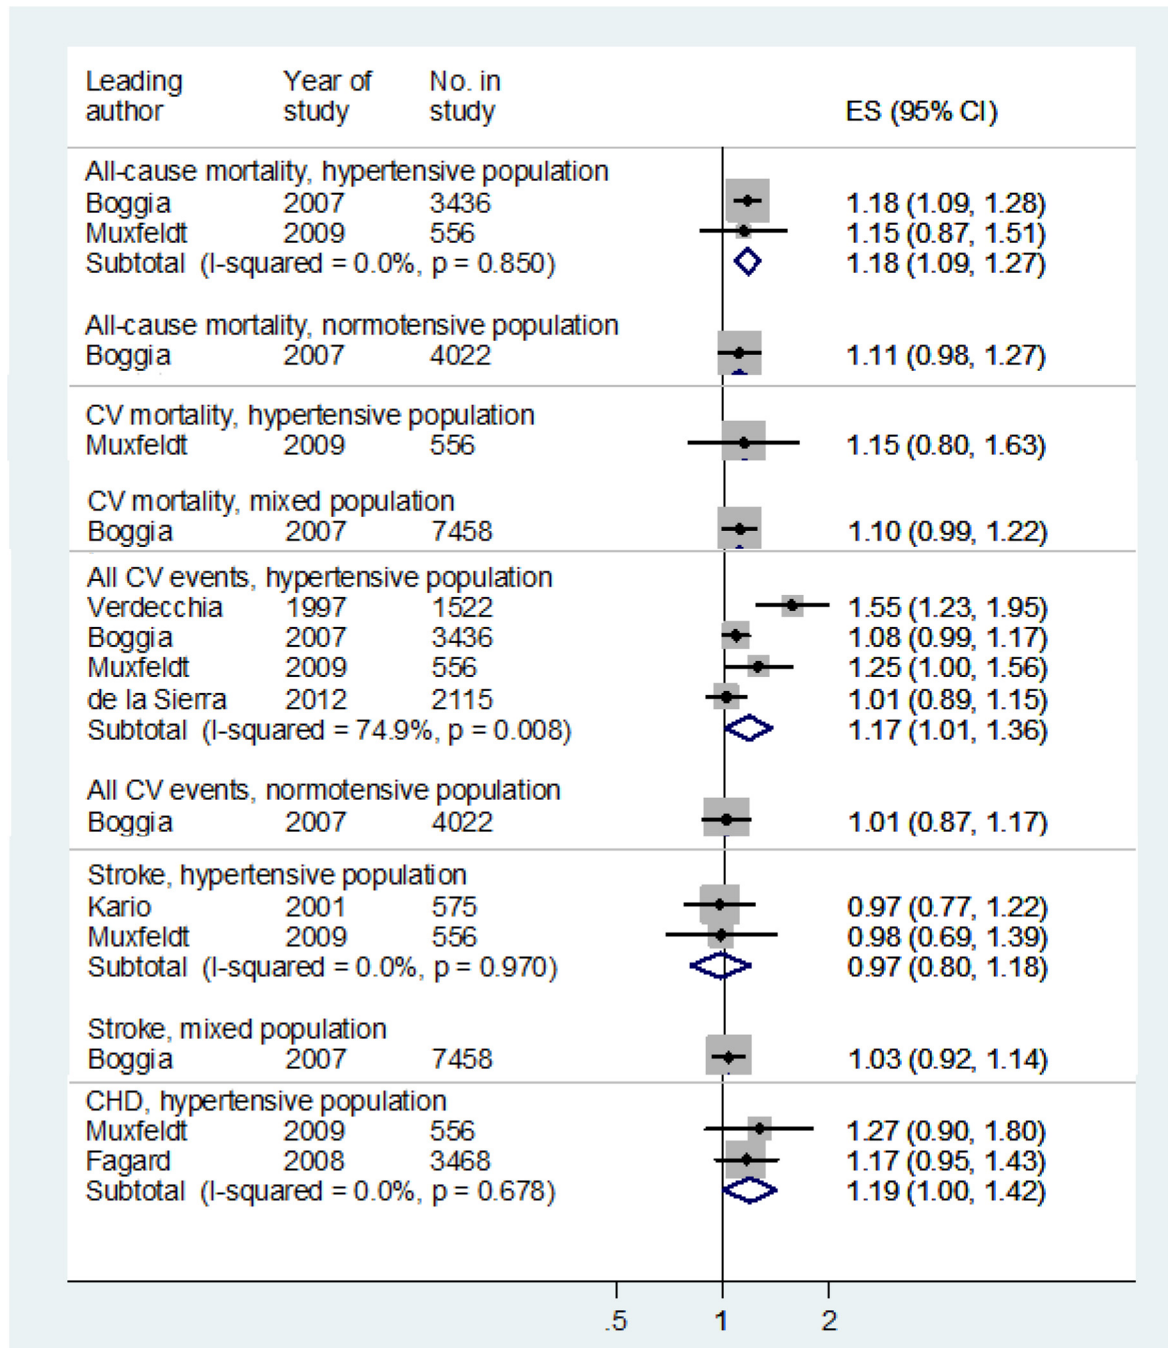 Leading Year of No. in
author study study ES (95% CI)
All-cause mortality, hypertensive population
Boggia 2007 3436 1.18 (1.09, 1.28)
Muxfeldt 2009 556 1.15 (0.87, 1.51)
Subtotal (I-squared = 0.0%, p = 0.850) 1.18 (1.09, 1.27)
All-cause mortality, normotensive population
Boggia 2007 4022 1.11 (0.98, 1.27)
CV mortality, hypertensive population
Muxfeldt 2009 556 1.15 (0.80, 1.63)
CV mortality, mixed population
Boggia 2007 7458 1.10 (0.99, 1.22)
All CV events, hypertensive population
Verdecchia 1997 1522 1.55 (1.23, 1.95)
Boggia 2007 3436 1.08 (0.99, 1.17)
Muxfeldt 2009 556 1.25 (1.00, 1.56)
de la Sierra 2012 2115 1.01 (0.89, 1.15)
Subtotal (I-squared = 74.9%, p = 0.008) 1.17 (1.01, 1.36)
All CV events, normotensive population
Boggia 2007 4022 1.01 (0.87, 1.17)
Stroke, hypertensive population
Kario 2001 575 0.97 (0.77, 1.22)
Muxfeldt 2009 556 0.98 (0.69, 1.39)
Subtotal (I-squared = 0.0%, p = 0.970) 0.97 (0.80, 1.18)
Stroke, mixed population
Boggia 2007 7458 1.03 (0.92, 1.14)
CHD, hypertensive population
Muxfeldt 2009 556 1.27 (0.90, 1.80)
Fagard 2008 3468 1.17 (0.95, 1.43)
Subtotal (I-squared = 0.0%, p = 0.678) 1.19 (1.00, 1.42)
.5 1 2